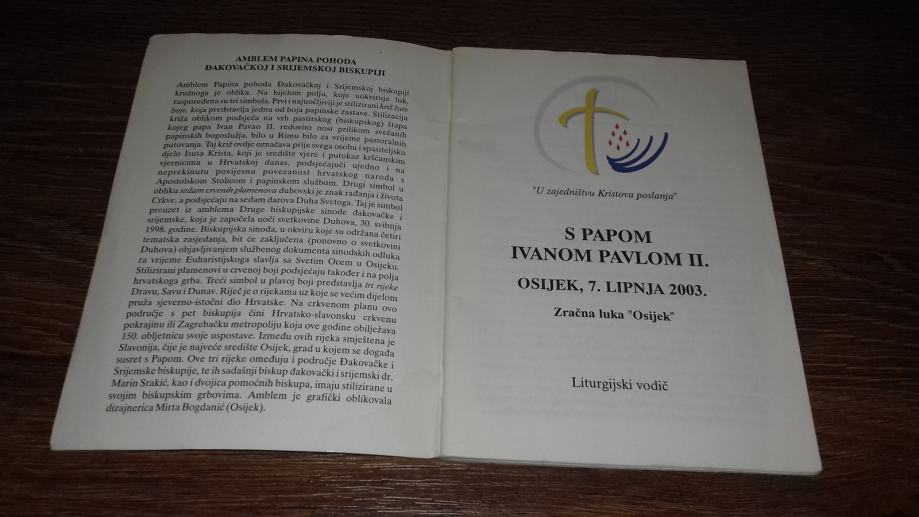 AMBLEM PAPINA POHODA
ĐAKOVAČKOJ I SRIJEMSKOJ BISKUPIJI
Amblem Papina pohoda Đakovačkoj i Srijemskoj biskupiji
kružnoga je oblika. Na bijelom polju, koje uokviruje luk,
raspoređena su tri simbola. Prvi i najuočljiviji je stilizirani križ žute
boje, koja predstavlja jednu od boja papinske zastave. Stilizacija
križa oblikom podsjeća na vrh pastirskog (biskupskog) štapa
kojeg papa Ivan Pavao II. redovito nosi prilikom svečanih
papinskih bogoslužja, bilo u Rimu bilo za vrijeme pastoralnih
putovanja. Taj križ ovdje označava prije svega osobu i spasiteljsko
djelo Isusa Krista, koji je središte vjere i putokaz kršćanskim
vjernicima u Hrvatskoj danas, podsjećajući ujedno i na
neprekinutu povijesnu povezanost hrvatskog naroda s
Apostolskom Stolicom i papinskom službom. Drugi simbol u
obliku sedam crvenih plamenova duhovski je znak rađanja i života
Crkve, a podsjećaju na sedam darova Duha Svetoga. Taj je simbol
preuzet iz amblema Druge biskupijske sinode đakovačke i
srijemske, koja je započela uoči svetkovine Duhova, 30. svibnja
1998. godine. Biskupijska sinoda, u okviru koje su održana četiri
tematska zasjedanja, bit će zaključena (ponovno o svetkovini
Duhova) objavljivanjem službenog dokumenta sinodskih odluka
za vrijeme Euharistijskoga slavlja sa Svetim Ocem u Osijeku.
Stilizirani plamenovi u crvenoj boji podsjećaju također i na polja
hrvatskoga grba. Treći simbol u plavoj boji predstavlja tri rijeke
Dravu, Savu i Dunav. Riječ je o rijekama uz koje se većim dijelom
pruža sjeverno-istočni dio Hrvatske. Na crkvenom planu ovo
područje s pet biskupija čini Hrvatsko-slavonsku crkvenu
pokrajinu ili Zagrebačku metropoliju koja ove godine obilježava
150. obljetnicu svoje uspostave. Između ovih rijeka smještena je
Slavonija, čije je najveće središte Osijek, grad u kojem se događa
susret s Papom. Ove tri rijeke omeđuju i područje Đakovačke i
Srijemske biskupije, te ih sadašnji biskup đakovački i srijemski dr.
Marin Srakić, kao i dvojica pomoćnih biskupa, imaju stilizirane u
svojim biskupskim grbovima. Amblem je grafički oblikovala
dizajnerica Mirta Bogdanić (Osijek).
"U zajedništvu Kristova poslanja"
S PAPOM
IVANOM PAVLOM II.
OSIJEK, 7. LIPNJA 2003.
Zračna luka "Osijek"
Liturgijski vodič